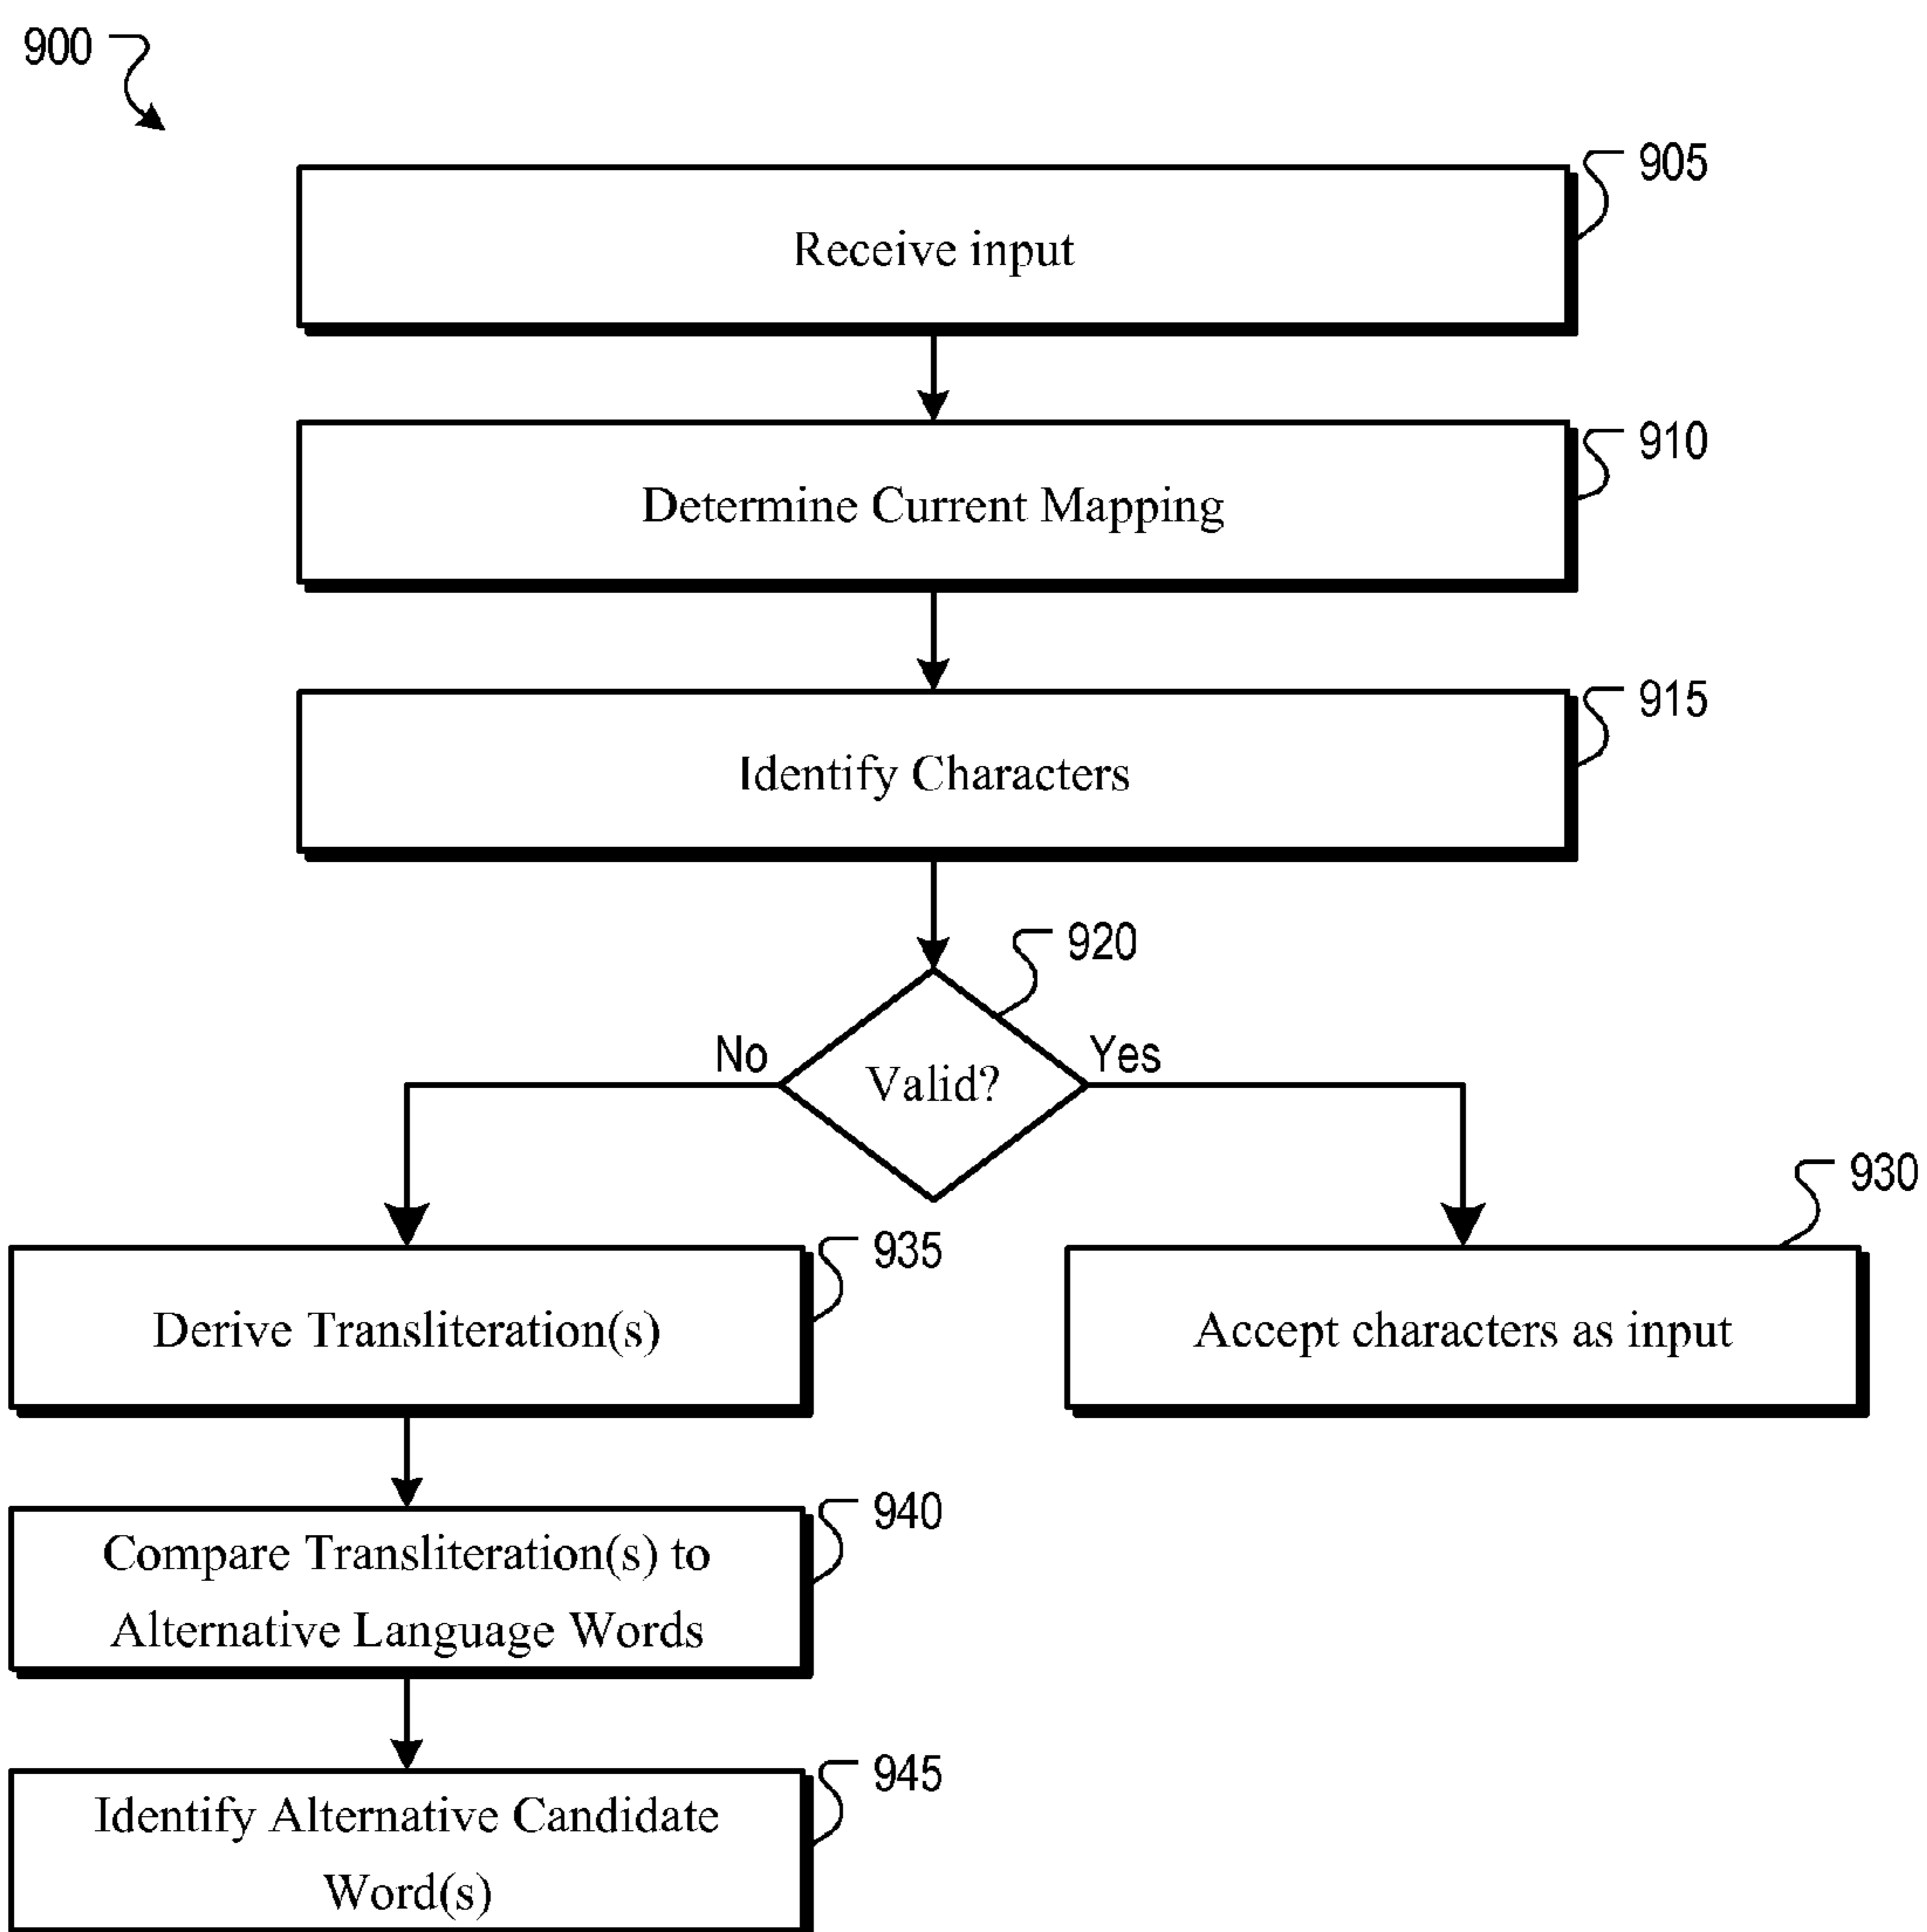 900
905
Receive input
910
Determine Current Mapping
915
Identify Characters
920
No
Yes
Valid?
930
935
Derive Transliteration(s)
Accept characters as input
940
Compare Transliteration(s) to
Alternative Language Words
945
Identify Alternative Candidate
Word(s)